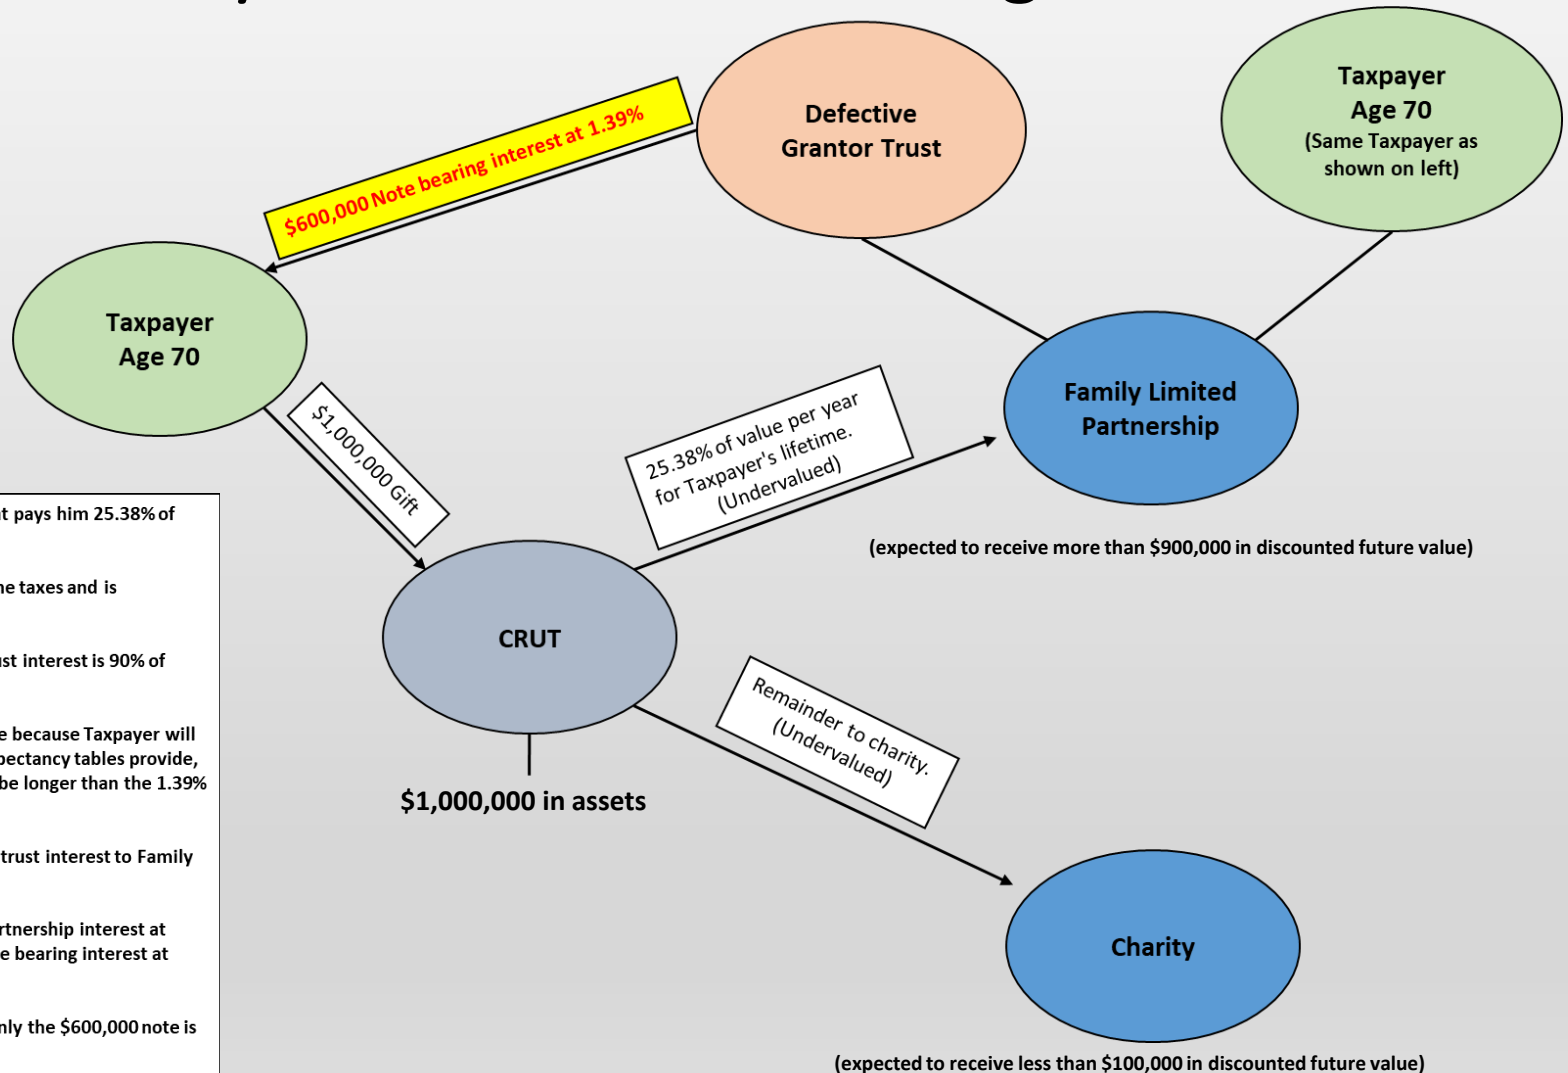 Defective
Grantor Trust
Taxpayer
Age 70
(Same Taxpayer as
shown on left)
$600,000 Note bearing interest at 1.39%
Taxpayer
Age 70
$1,000,000 Gift
25.38% of value per year
for Taxpayer's lifetime.
(Undervalued)
Family Limited
Partnership
(expected to receive more than $900,000 in discounted future value)
CRUT
$1,000,000 in assets
Remainder to charity.
(Undervalued)
Charity
(expected to receive less than $100,000 in discounted future value)
pays him 25.38% of
taxes and is
interest is 90% of
because Taxpayer will
tables provide,
be longer than the 1.39%
trust interest to Family
interest at
bearing interest at
the $600,000 note is